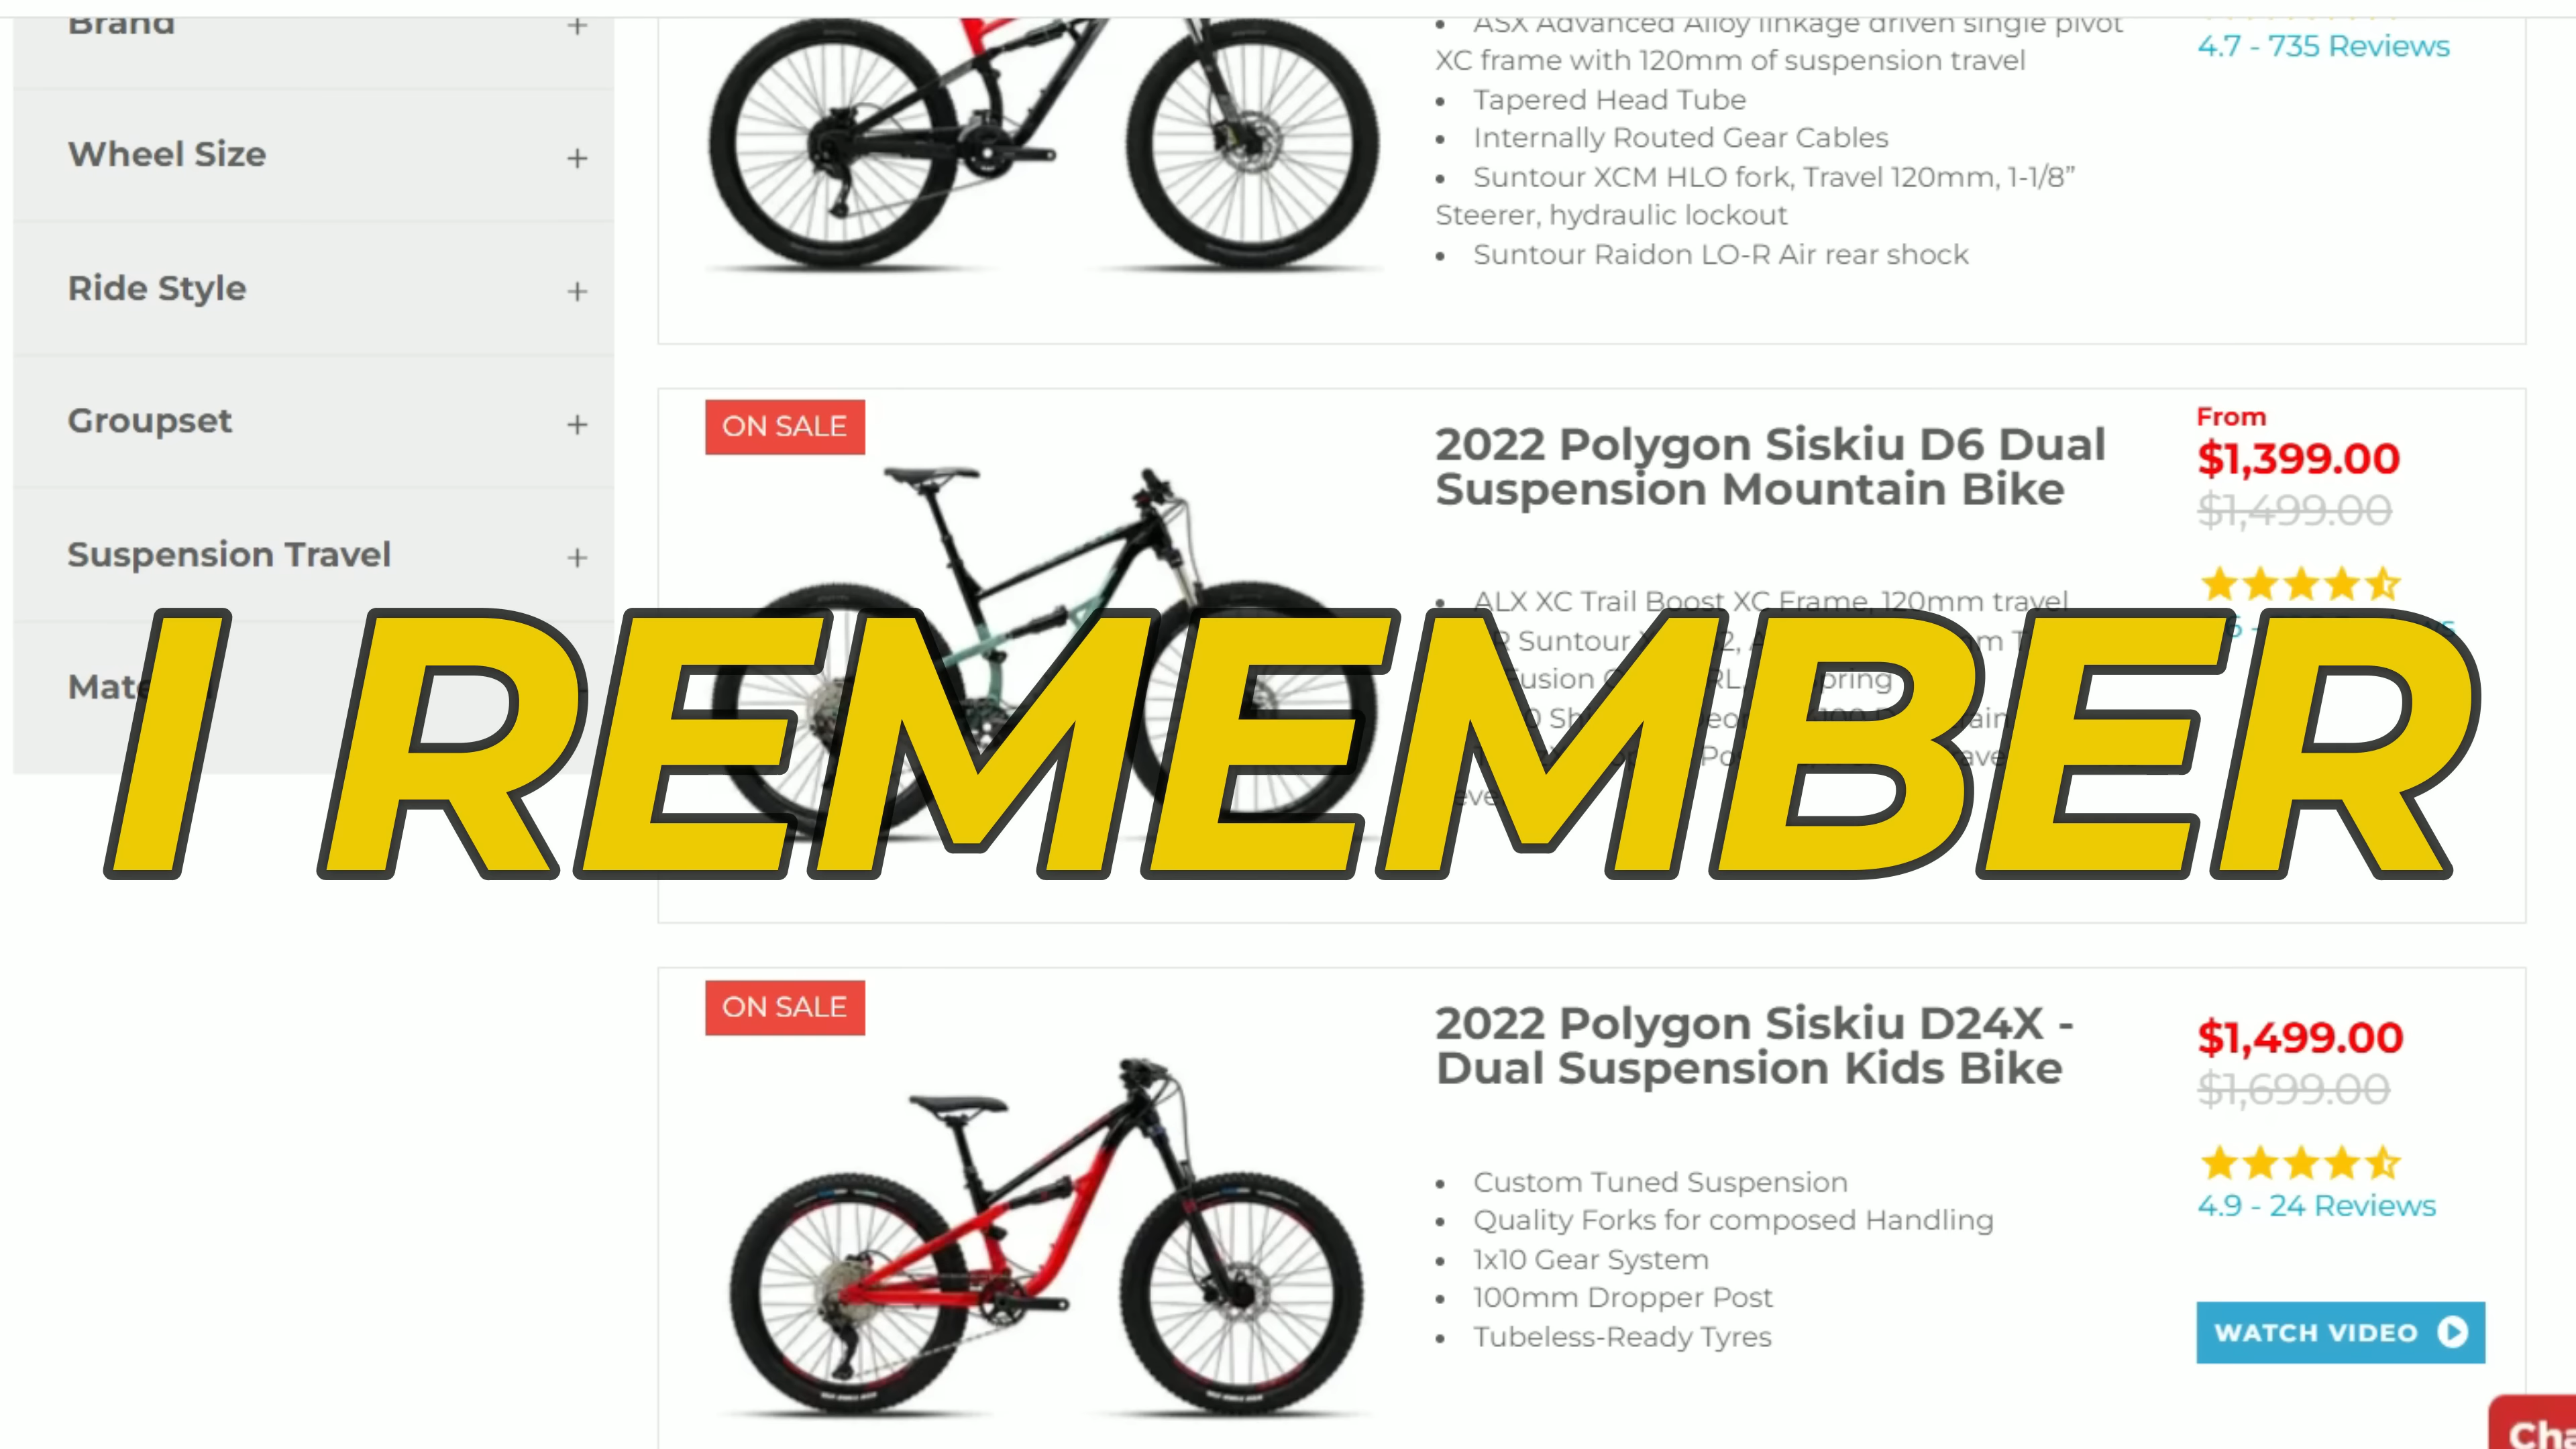 Brand +
Wheel Size +
Ride Style +
Groupset +
Suspension Travel +
• ASX Advanced Alloy linkage driven single pivot
XC frame with 120mm of suspension travel
• Tapered Head Tube
• Internally Routed Gear Cables
• Suntour XCM HLO fork, Travel 120mm, 1-1/8”
Steerer, hydraulic lockout
• Suntour Raidon LO-R Air rear shock
4.7 - 735 Reviews
ON SALE
2022 Polygon Siskiu D6 Dual
Suspension Mountain Bike
From
$1,399.00
$1,499.00
• ALX XC Trail Boost XC Frame, 120mm travel
Suntour
I REMEMBER
ON SALE
2022 Polygon Siskiu D24X -
Dual Suspension Kids Bike
$1,499.00
$1,699.00
4.9 - 24 Reviews
• Custom Tuned Suspension
• Quality Forks for composed Handling
• 1x10 Gear System
• 100mm Dropper Post
• Tubeless-Ready Tyres
WATCH VIDEO